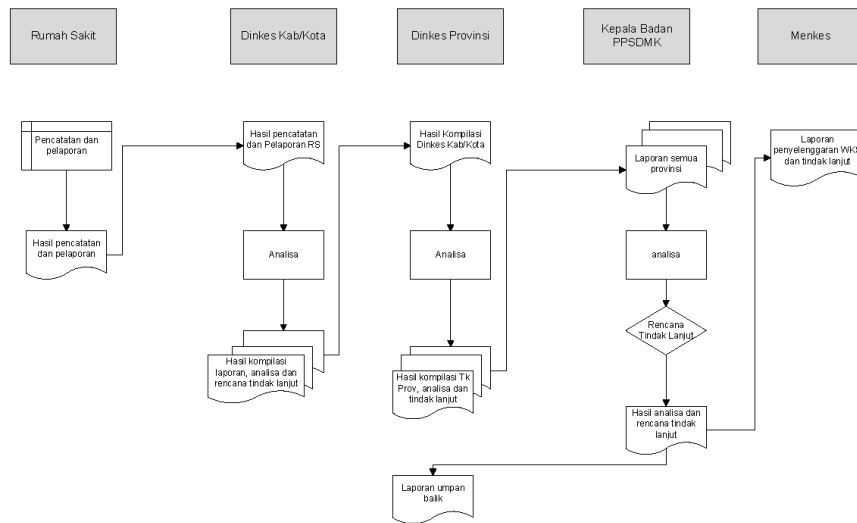 Rumah Sakit
Dinkes Kab/Kota
Dinkes Provinsi
Kepala Badan
PPSDMK
Menkes
Pencatatan dan
pelaporan
Hasil pencatatan
dan pelaporan
Hasil pencatatan
dan Pelaporan RS
Analisa
Hasil kompilasi
laporan, analisa dan
rencana tindak lanjut
Hasil Kompilasi
Dinkes Kab/Kota
Analisa
Hasil kompilasi Tk
Prov, analisa dan
tindak lanjut
Laporan semua
provinsi
analisa
Rencana
Tindak Lanjut
Hasil analisa dan
rencana tindak
lanjut
Laporan umpan
balik
Laporan
penyelenggaran WKS
dan tindak lanjut